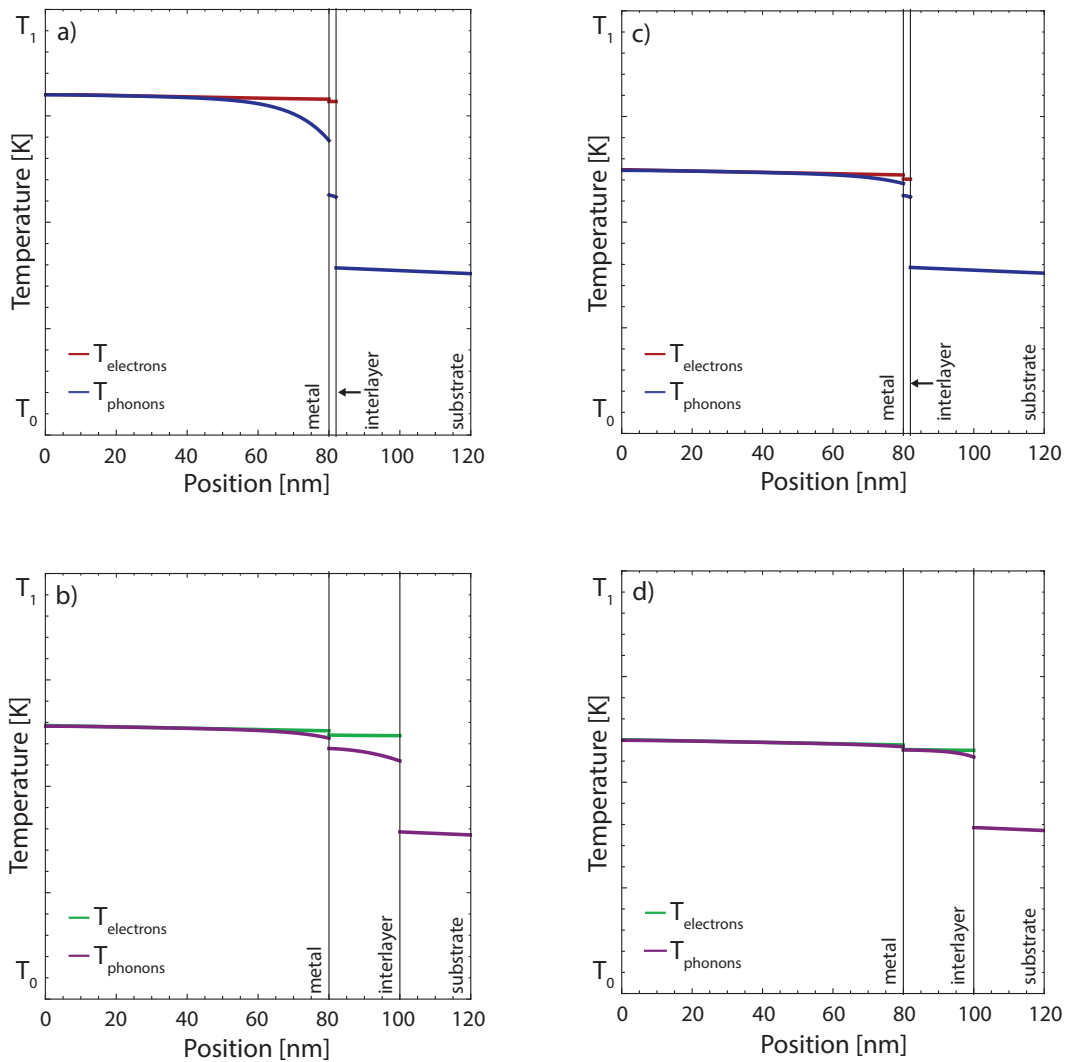 a)
T1
Temperature [K]
T0
Telectrons
Tphonons
metal
interlayer
substrate
0 20 40 60 80 100 120
Position [nm]
c)
T1
Temperature [K]
T0
Telectrons
Tphonons
metal
interlayer
substrate
0 20 40 60 80 100 120
Position [nm]
b)
T1
Temperature [K]
T0
Telectrons
Tphonons
metal
interlayer
substrate
0 20 40 60 80 100 120
Position [nm]
d)
T1
Temperature [K]
T0
Telectrons
Tphonons
metal
interlayer
substrate
0 20 40 60 80 100 120
Position [nm]